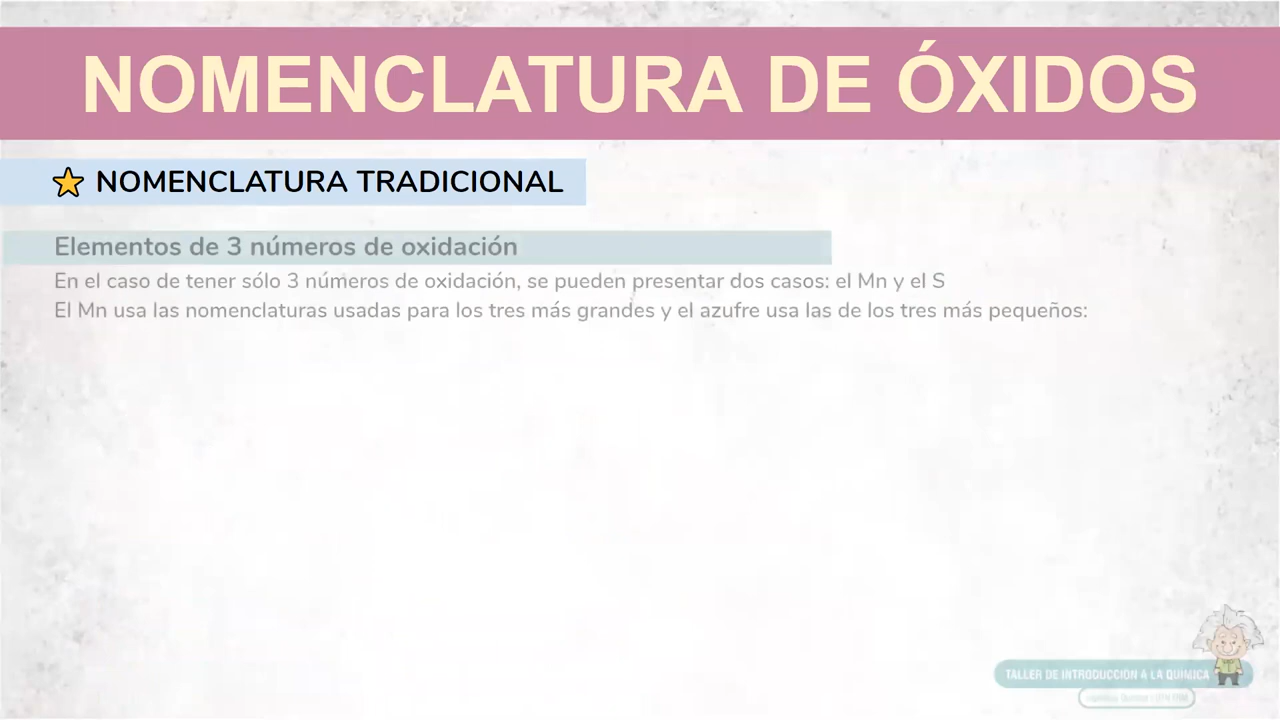 NOMENCLATURA DE ÓXIDOS
NOMENCLATURA TRADICIONAL
Elementos de 3 números de oxidación
En el caso de tener sólo 3 números de oxidación, se pueden presentar dos casos: el Mn y el S
El Mn usa las nomenclaturas usadas para los tres más grandes y el azufre usa las de los tres más pequeños:
TALLER DE INTRODUCCIÓN A LA QUÍMICA